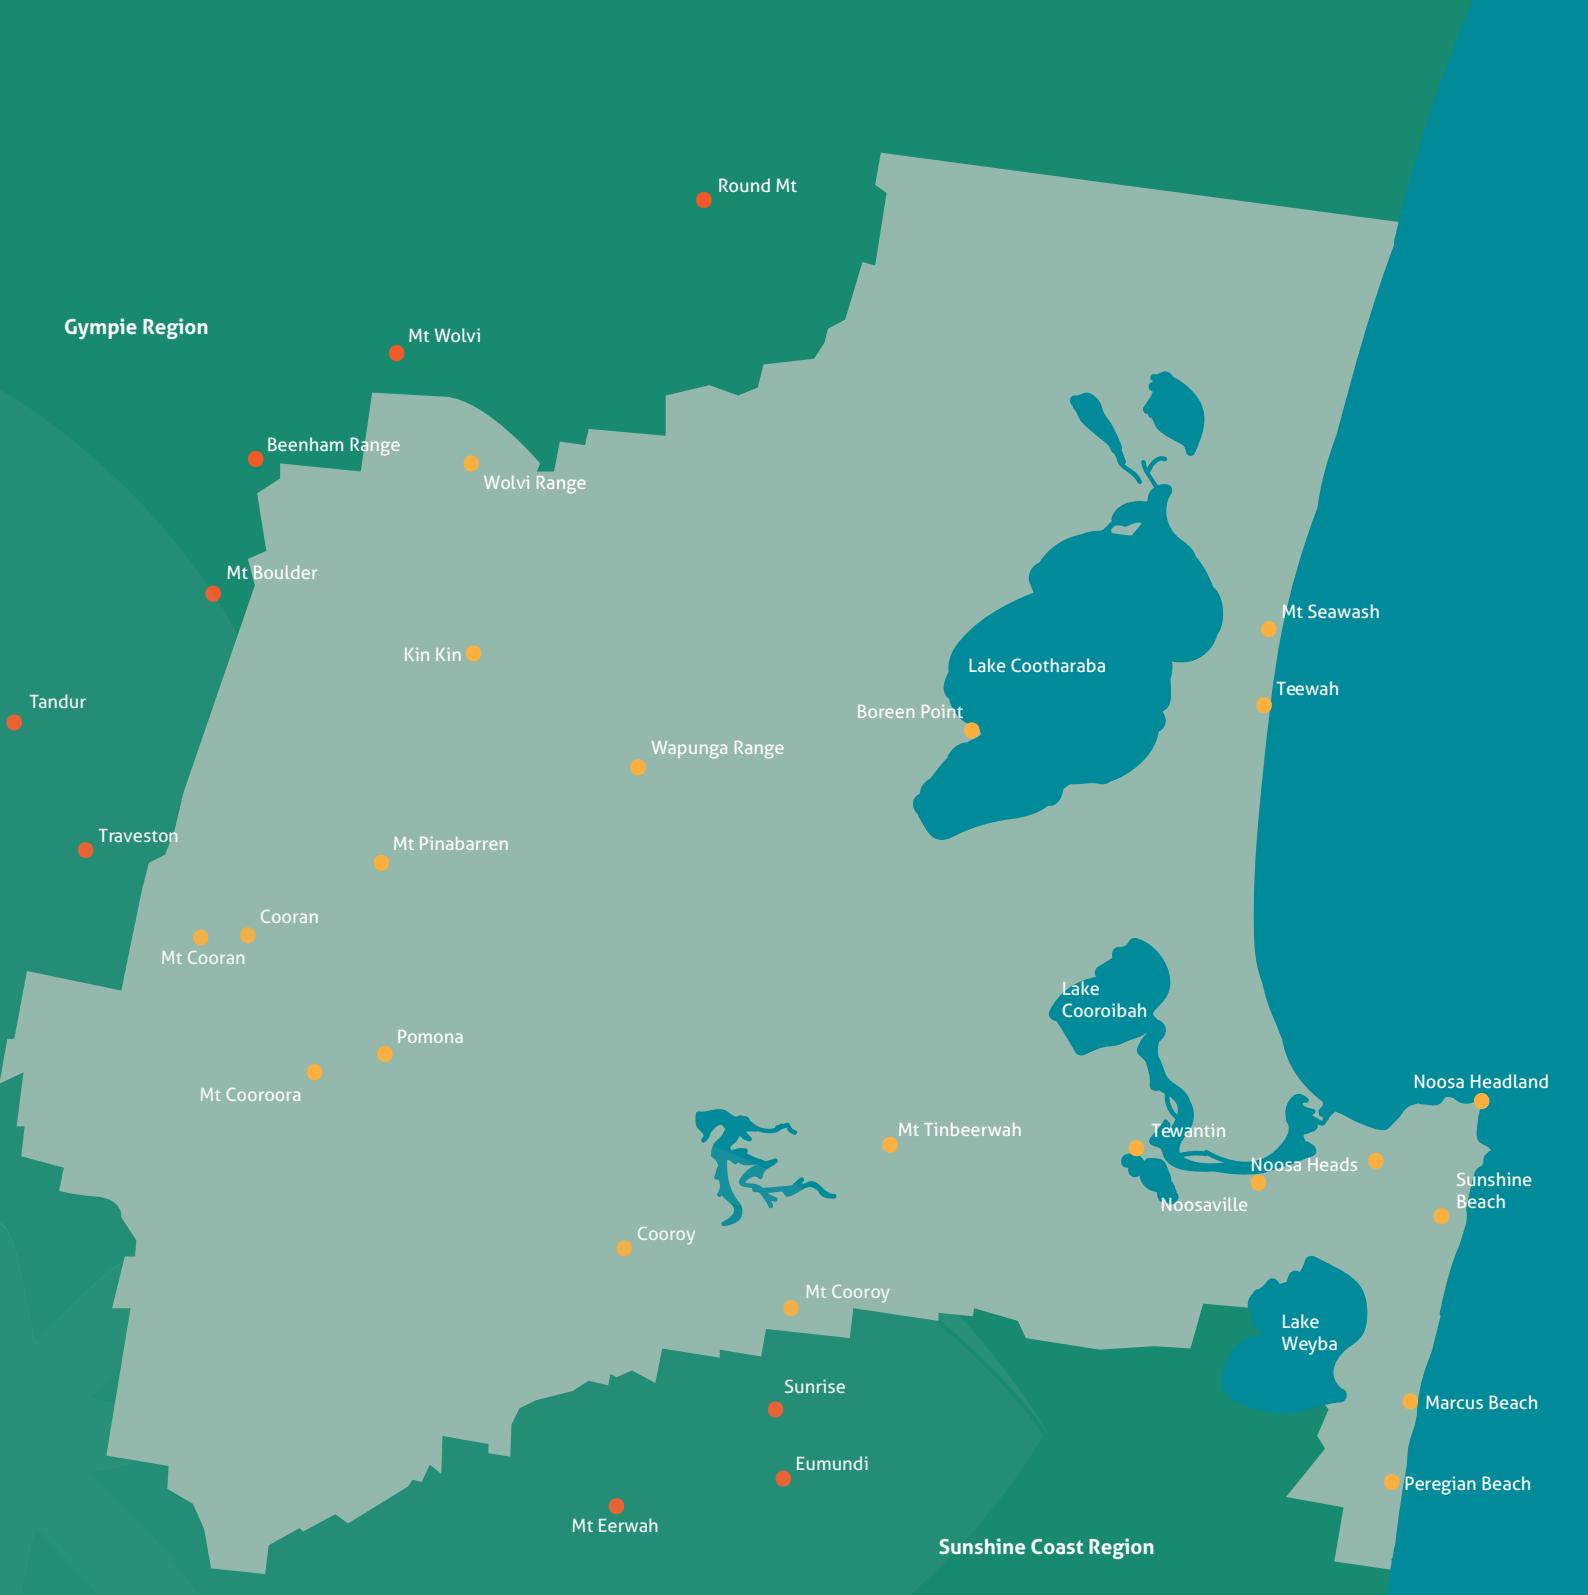 Round Mt
Gympie Region
Mt Wolvi
Beenham Range
Wolvi Range
Mt Boulder
Mt Seawash
Kin Kin
Lake Cootharaba
Teewah
Tandur
Boreen Point
Wapunga Range
Traveston
Mt Pinabarren
Cooran
Mt Cooran
Lake
Cooroibah
Pomona
Mt Cooroora
Noosa Headland
Mt Tinbeerwah
Tewantin
Noosa Heads
Sunshine
Beach
Noosaville
Cooroy
Mt Cooroy
Lake
Weyba
Sunrise
Marcus Beach
Eumundi
Peregian Beach
Mt Eerwah
Sunshine Coast Region